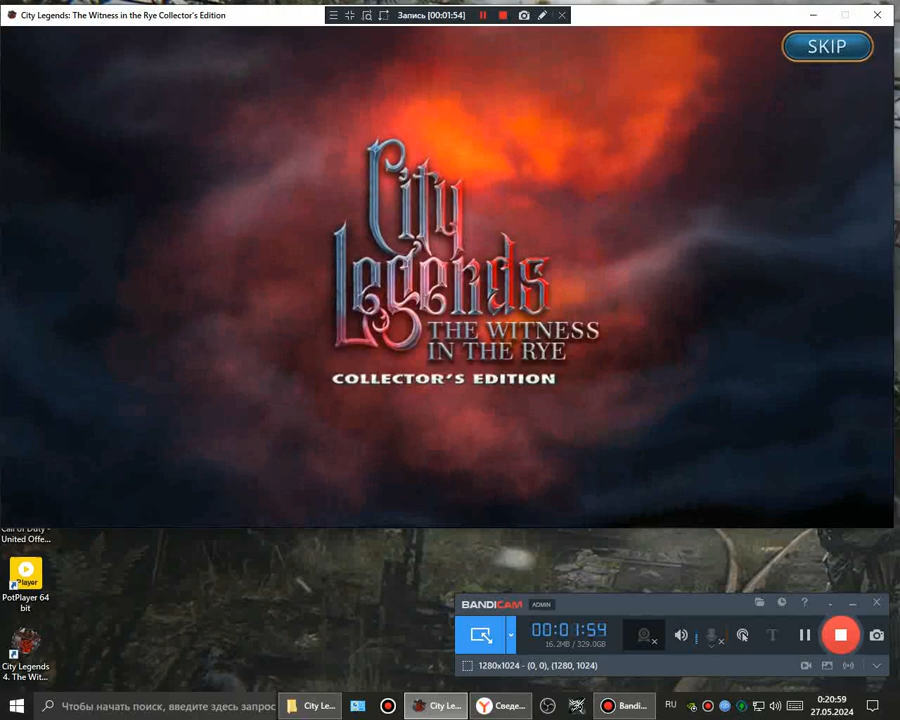 City Legends: The Witness in the Rye Collector's Edition
Запись [00:01:54]
SKIP
City
Legends
THE WITNESS
IN THE RYE
COLLECTOR'S EDITION
Call of Duty -
United Offe...
Player
PotPlayer 64
bit
City Legends
4. The Wit...
BANDICAM
ADMIN
?
00:01:59
16.2MB / 329.0GB
T
1280x1024 - (0, 0), (1280, 1024)
Чтобы начать поиск, введите здесь запрос
City Le...
City Le...
Сведе...
Bandi...
RU
0:20:59
27.05.2024